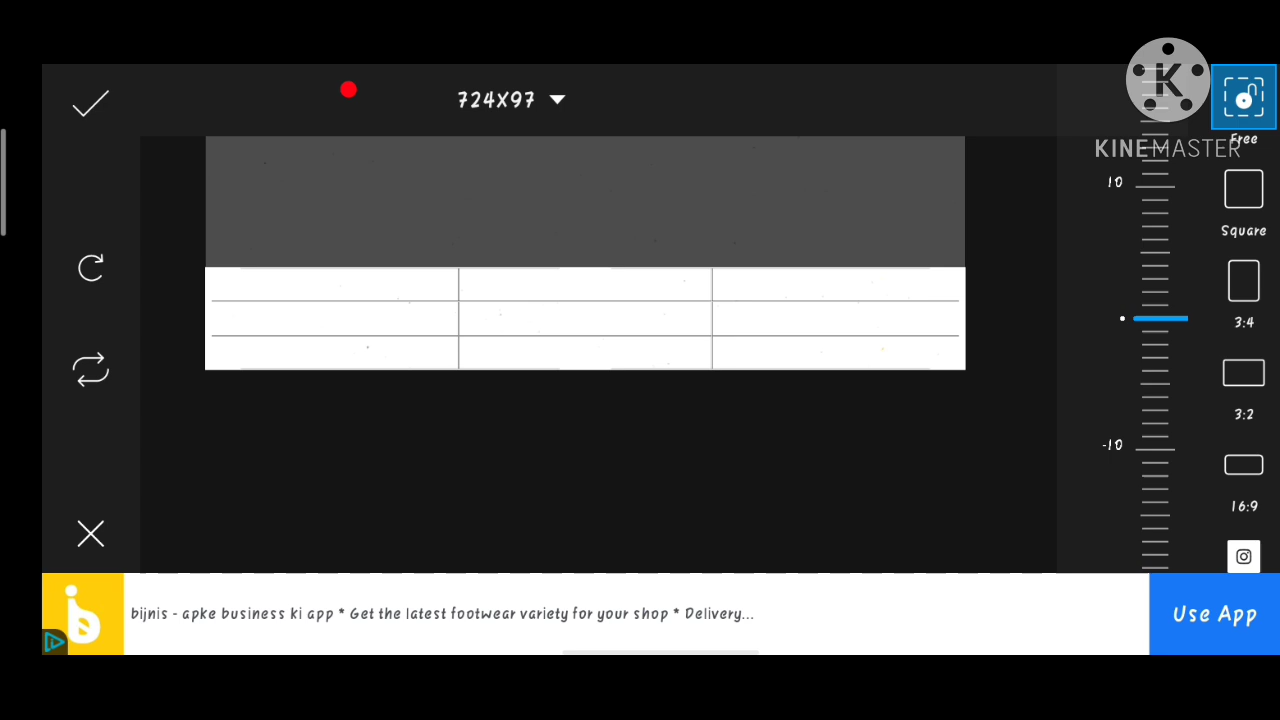 724X97
K
KINEMASTER
Free
10
Square
3:4
3:2
-10
16:9
bijnis - apke business ki app * Get the latest footwear variety for your shop * Delivery...
Use App